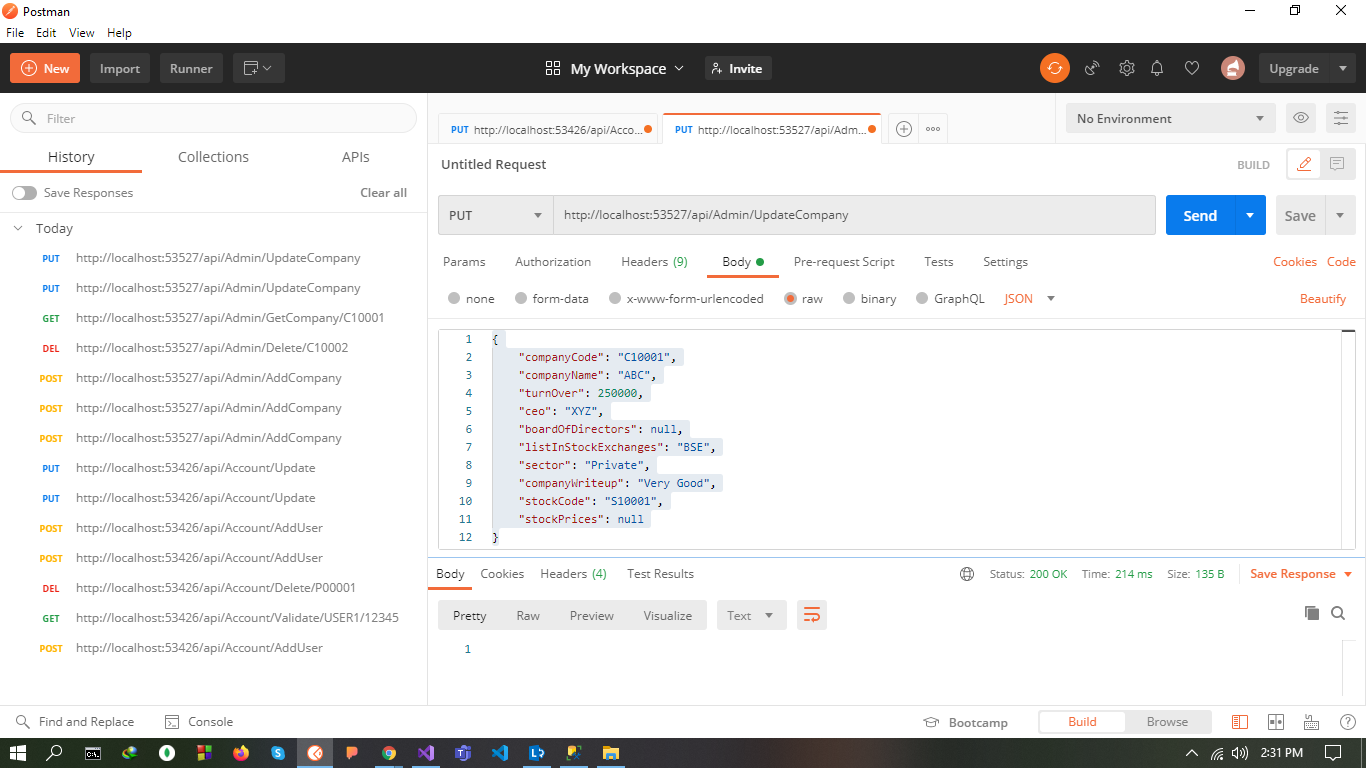 Postman
File Edit View Help
New Import Runner My Workspace Invite Upgrade
Filter
History Collections APIs
Save Responses Clear all
Today
PUT http://localhost:53527/api/Admin/UpdateCompany
PUT http://localhost:53527/api/Admin/UpdateCompany
GET http://localhost:53527/api/Admin/GetCompany/C10001
DEL http://localhost:53527/api/Admin/Delete/C10002
POST http://localhost:53527/api/Admin/AddCompany
POST http://localhost:53527/api/Admin/AddCompany
POST http://localhost:53527/api/Admin/AddCompany
PUT http://localhost:53426/api/Account/Update
PUT http://localhost:53426/api/Account/Update
POST http://localhost:53426/api/Account/AddUser
POST http://localhost:53426/api/Account/AddUser
DEL http://localhost:53426/api/Account/Delete/P00001
GET http://localhost:53426/api/Account/Validate/USER1/12345
POST http://localhost:53426/api/Account/AddUser
PUT http://localhost:53426/api/Acco... PUT http://localhost:53527/api/Adm... No Environment
Untitled Request BUILD
PUT http://localhost:53527/api/Admin/UpdateCompany Send Save
Params Authorization Headers (9) Body Pre-request Script Tests Settings Cookies Code
none form-data x-www-form-urlencoded raw binary GraphQL JSON Beautify
1 {
2 "companyCode": "C10001",
3 "companyName": "ABC",
4 "turnOver": 250000,
5 "ceo": "XYZ",
6 "boardOfDirectors": null,
7 "listInStockExchanges": "BSE",
8 "sector": "Private",
9 "companyWriteup": "Very Good",
10 "stockCode": "S10001",
11 "stockPrices": null
12 }
Body Cookies Headers (4) Test Results Status: 200 OK Time: 214 ms Size: 135 B Save Response
Pretty Raw Preview Visualize Text
1
Find and Replace Console Bootcamp Build Browse
2:31 PM